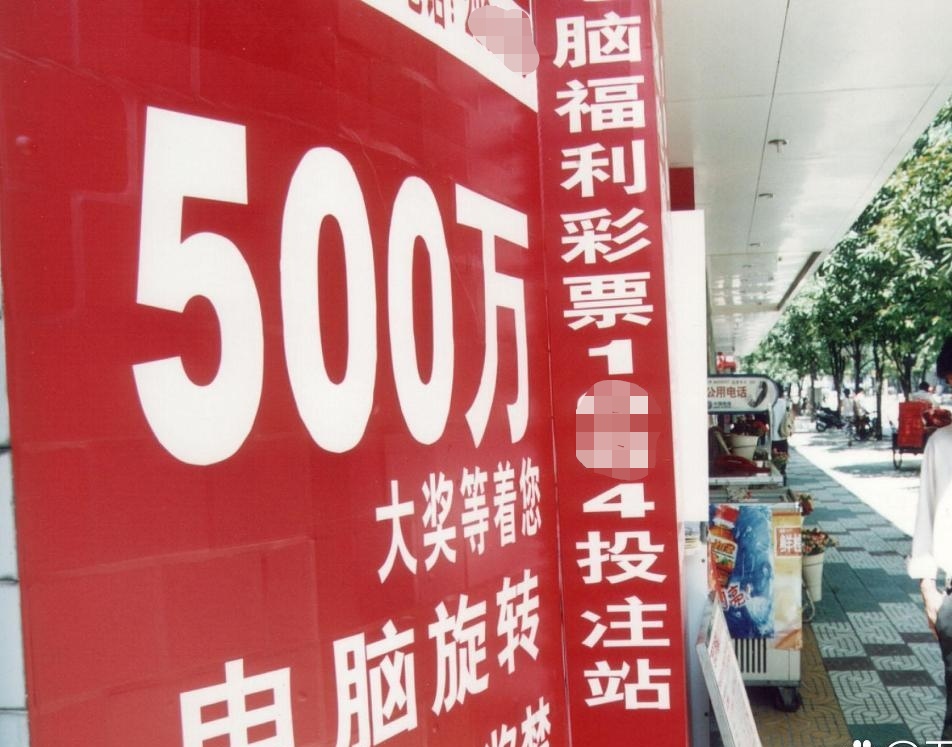 500万
大奖等着您
电脑旋转
脑福利彩票1
4投注站
公用电话